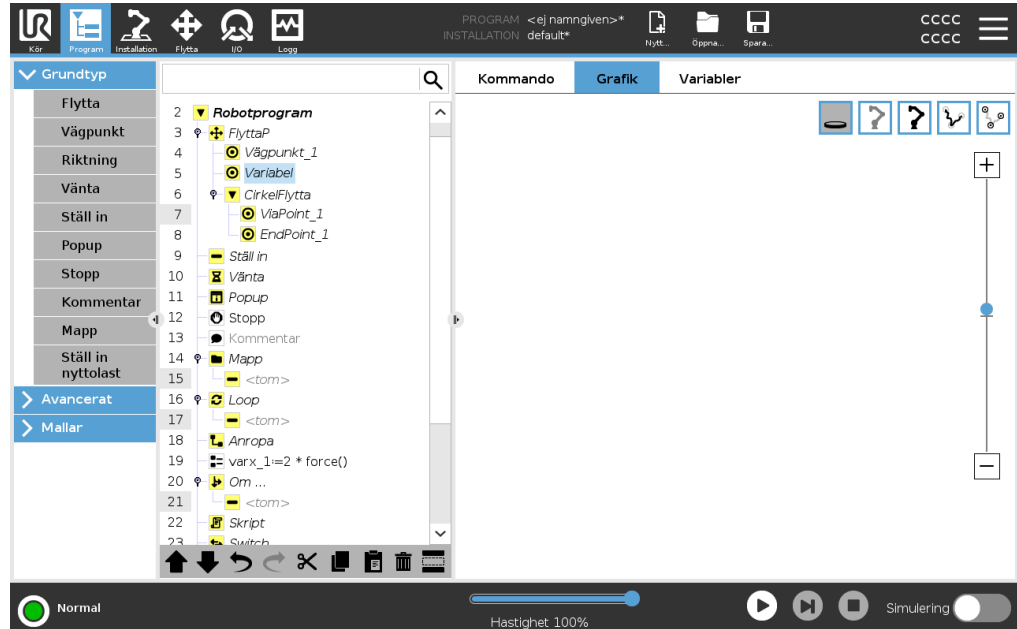 PROGRAM <ej namngiven>*
INSTALLATION default*
Kör
Program
Installation
Flytta
I/O
Logg
Nytt...
Öppna...
Spara...
CCCC
CCCC
Grundtyp
Flytta
Vägpunkt
Riktning
Vänta
Ställ in
Popup
Stopp
Kommentar
Mapp
Ställ in
nyttolast
Avancerat
Mallar
2 Robotprogram
3 FlyttaP
4 Vägpunkt_1
5 Variabel
6 CirkelFlytta
7 ViaPoint_1
8 EndPoint_1
9 Ställ in
10 Vänta
11 Popup
12 Stopp
13 Kommentar
14 Mapp
15 <tom>
16 Loop
17 <tom>
18 Anropa
19 varx_1:=2 * force()
20 Om ...
21 <tom>
22 Skript
23 Switch
Kommando
Grafik
Variabler
Normal
Hastighet 100%
Simulering